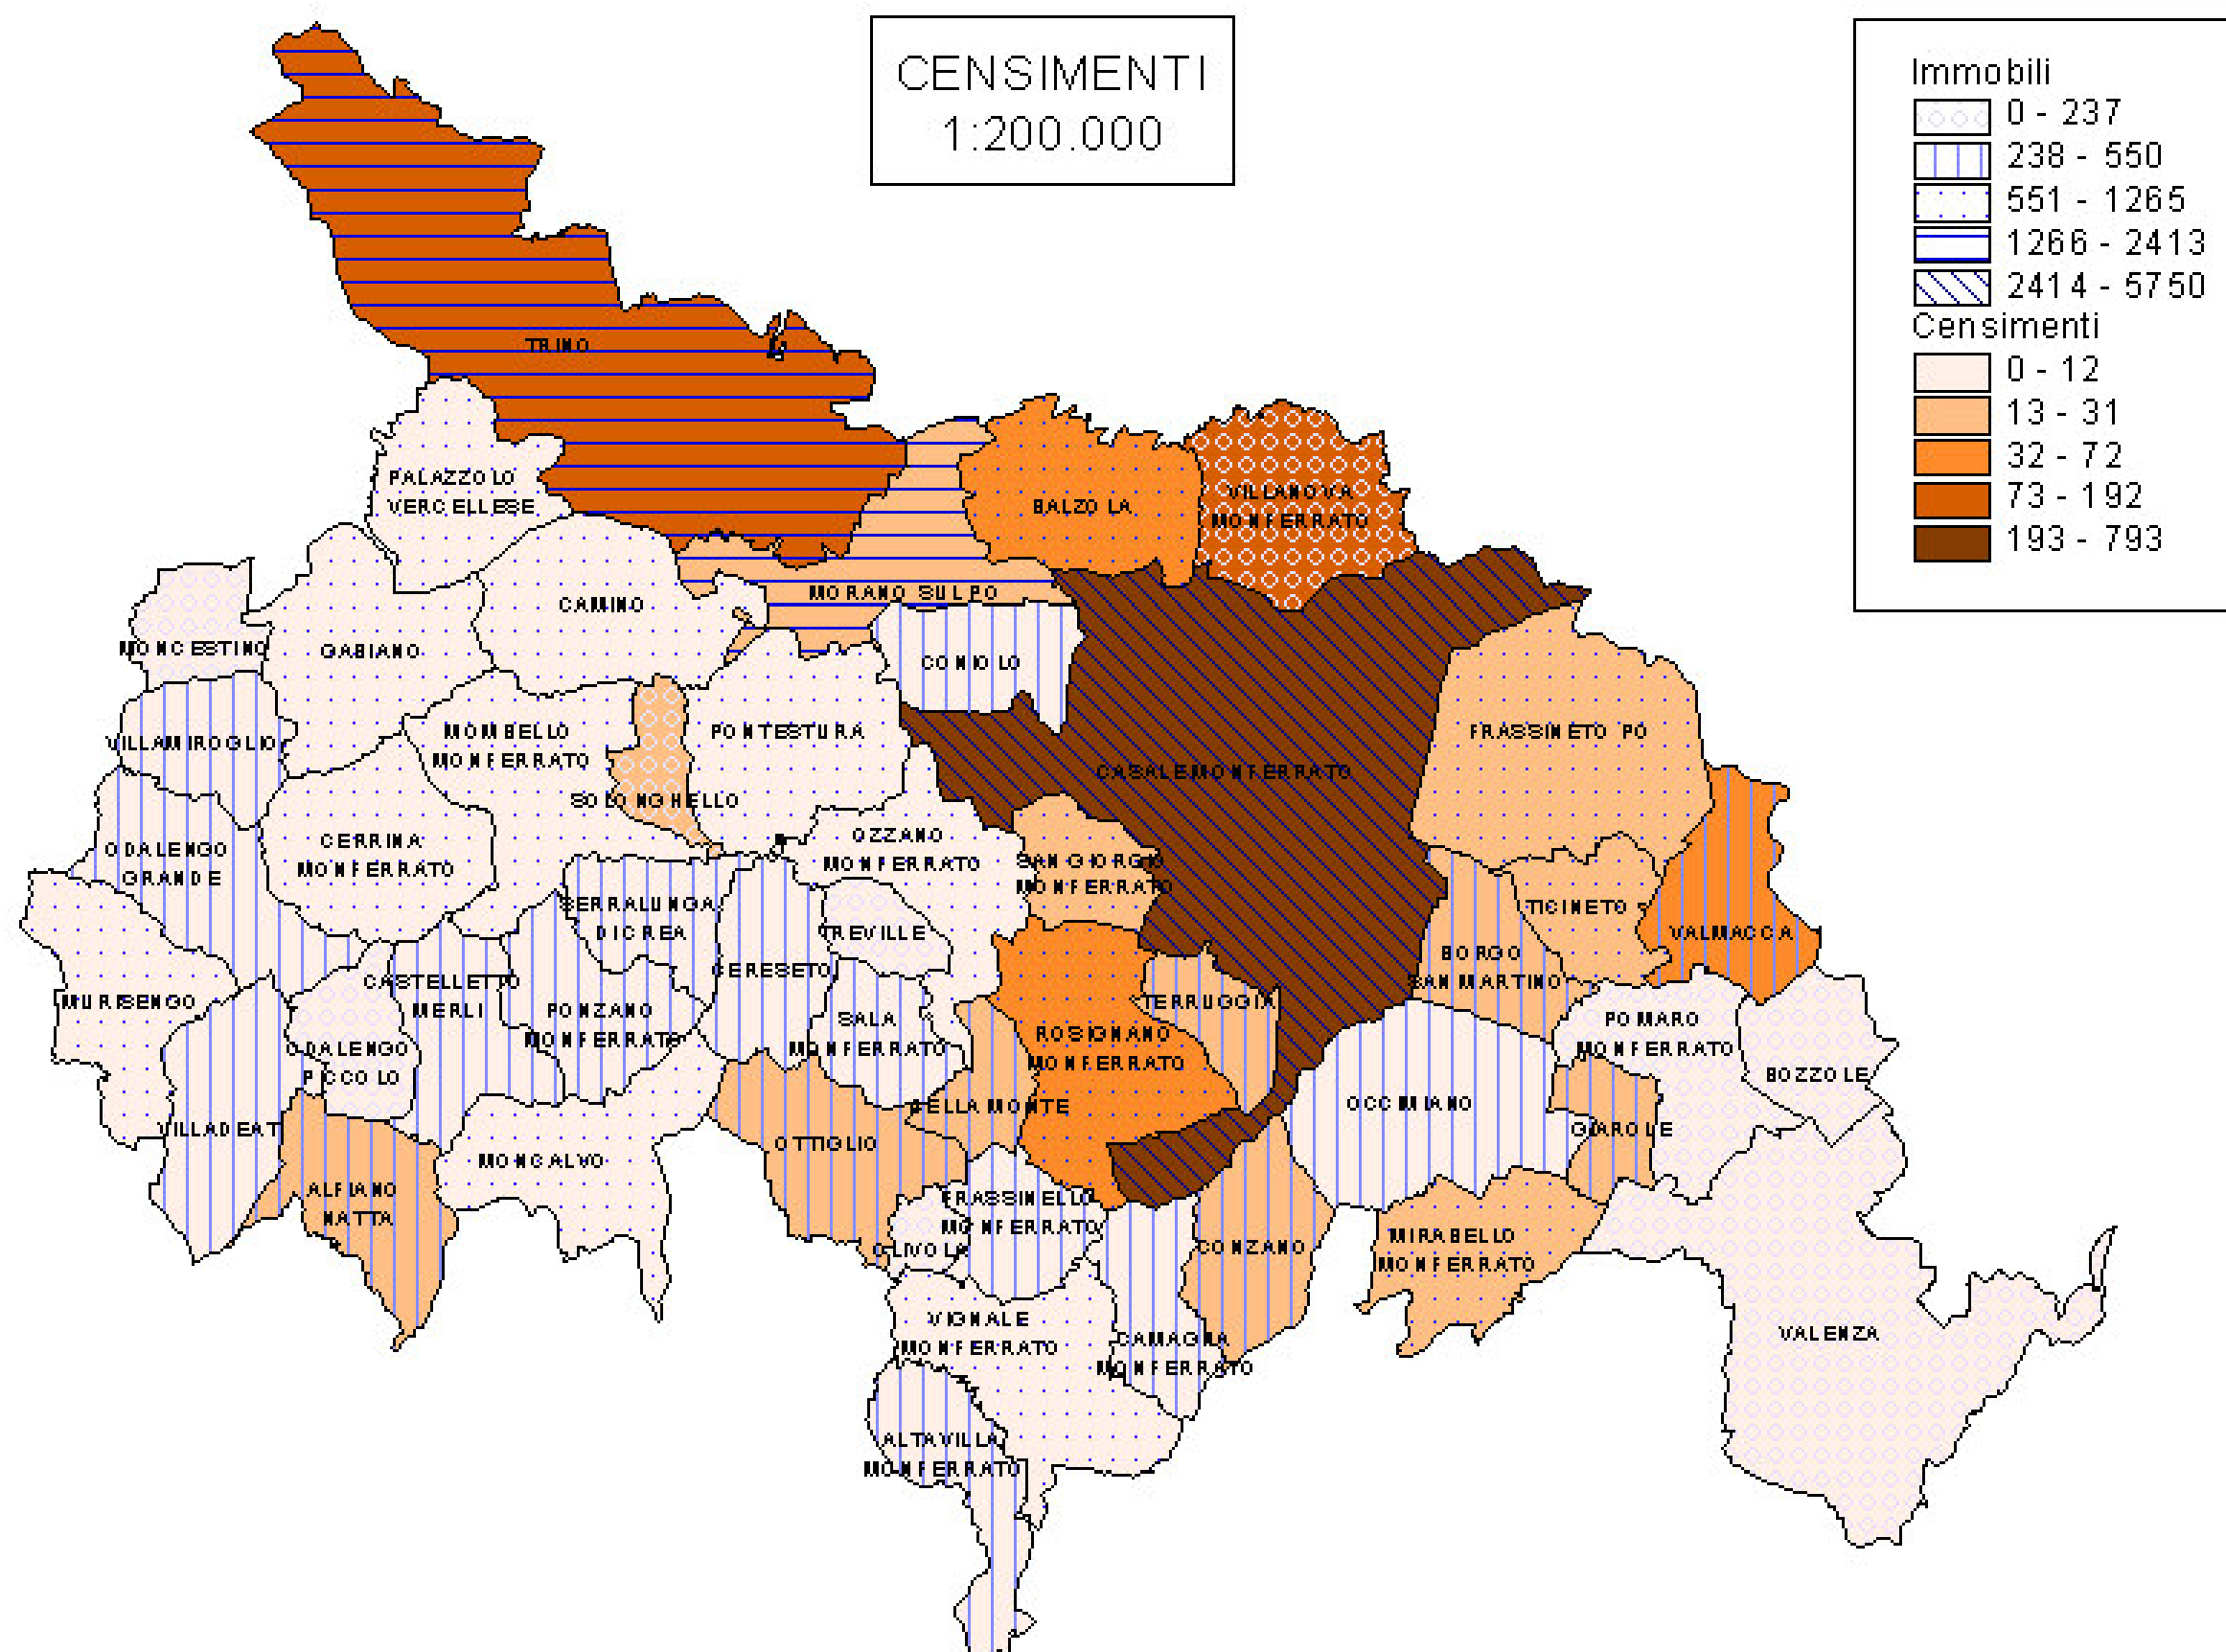 CENSIMENTI
1:200.000
Immobili
0 - 237
238 - 550
551 - 1265
1266 - 2413
2414 - 5750
Censimenti
0 - 12
13 - 31
32 - 72
73 - 192
193 - 793
TRINO
PALAZZOLO
VERCELLESE
BALZOLA
VILLANOVA
MONFERRATO
MORANO SUL PO
CAMINO
MONCESTINO
GABIANO
CONIOLO
VILLAMIROGLIO
MOMBELLO
MONFERRATO
PONTESTURA
FRASSINETO PO
CASALE MONFERRATO
SOLONGHELLO
ODALENGO
GRANDE
CERRINA
MONFERRATO
OZZANO
MONFERRATO
SAN GIORGIO
MONFERRATO
SERRALUNGA
DI CREA
TREVILLE
TICINETO
VALMACCA
BORGO
SAN MARTINO
CERESETO
MURISENGO
CASTELLETTO
MERLI
PONZANO
MONFERRATO
SALA
MONFERRATO
TERRUGGIA
ROSIGNANO
MONFERRATO
POMARO
MONFERRATO
BOZZOLE
ODALENGO
PICCOLO
CELLA MONTE
OCCIMIANO
GIAROLE
VILLADEATI
OTTIGLIO
MONCALVO
ALFIANO
NATTA
FRASSINELLO
MONFERRATO
OLIVOLA
CONZANO
MIRABELLO
MONFERRATO
VIGNALE
MONFERRATO
CAMAGNA
MONFERRATO
VALENZA
ALTAVILLA
MONFERRATO